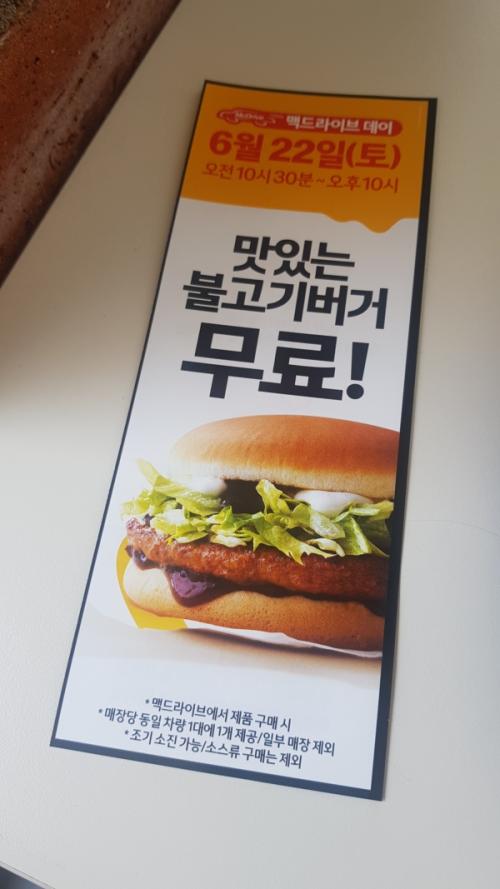 McDrive 맥드라이브 데이
6월 22일(토)
오전 10시 30분 ~ 오후 10시
맛있는
불고기버거
무료!
* 맥드라이브에서 제품 구매 시
* 매장당 동일 차량 1대에 1개 제공/일부 매장 제외
* 조기 소진 가능/소스류 구매는 제외